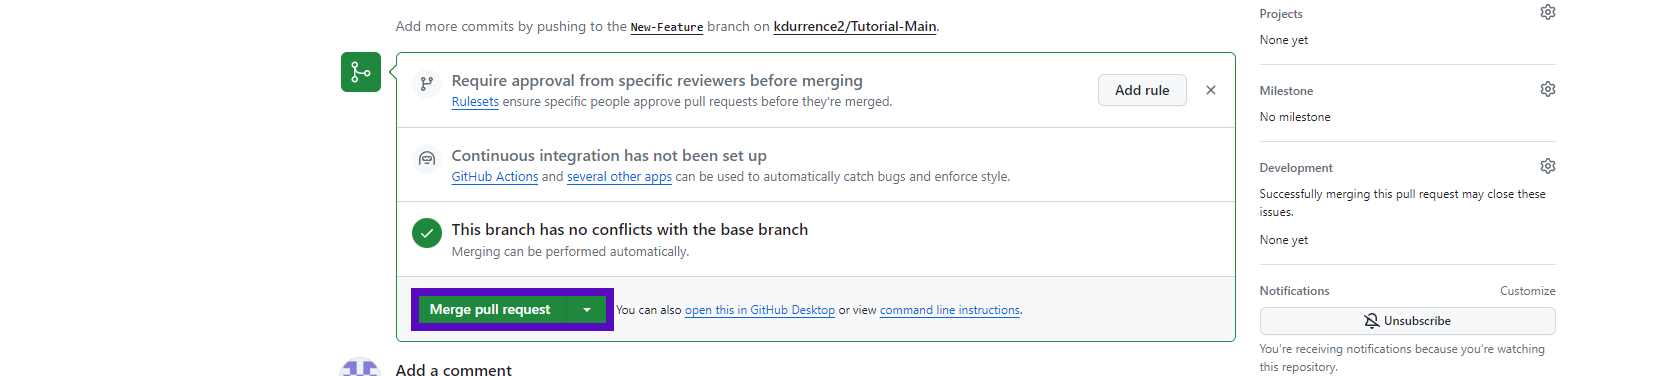 Add more commits by pushing to the New-Feature branch on kdurrence2/Tutorial-Main.
Require approval from specific reviewers before merging
Rulesets ensure specific people approve pull requests before they're merged.
Add rule
Continuous integration has not been set up
GitHub Actions and several other apps can be used to automatically catch bugs and enforce style.
This branch has no conflicts with the base branch
Merging can be performed automatically.
Merge pull request
You can also open this in GitHub Desktop or view command line instructions.
Add a comment
Projects
None yet
Milestone
No milestone
Development
Successfully merging this pull request may close these
issues.
None yet
Notifications
Customize
Unsubscribe
You're receiving notifications because you're watching
this repository.